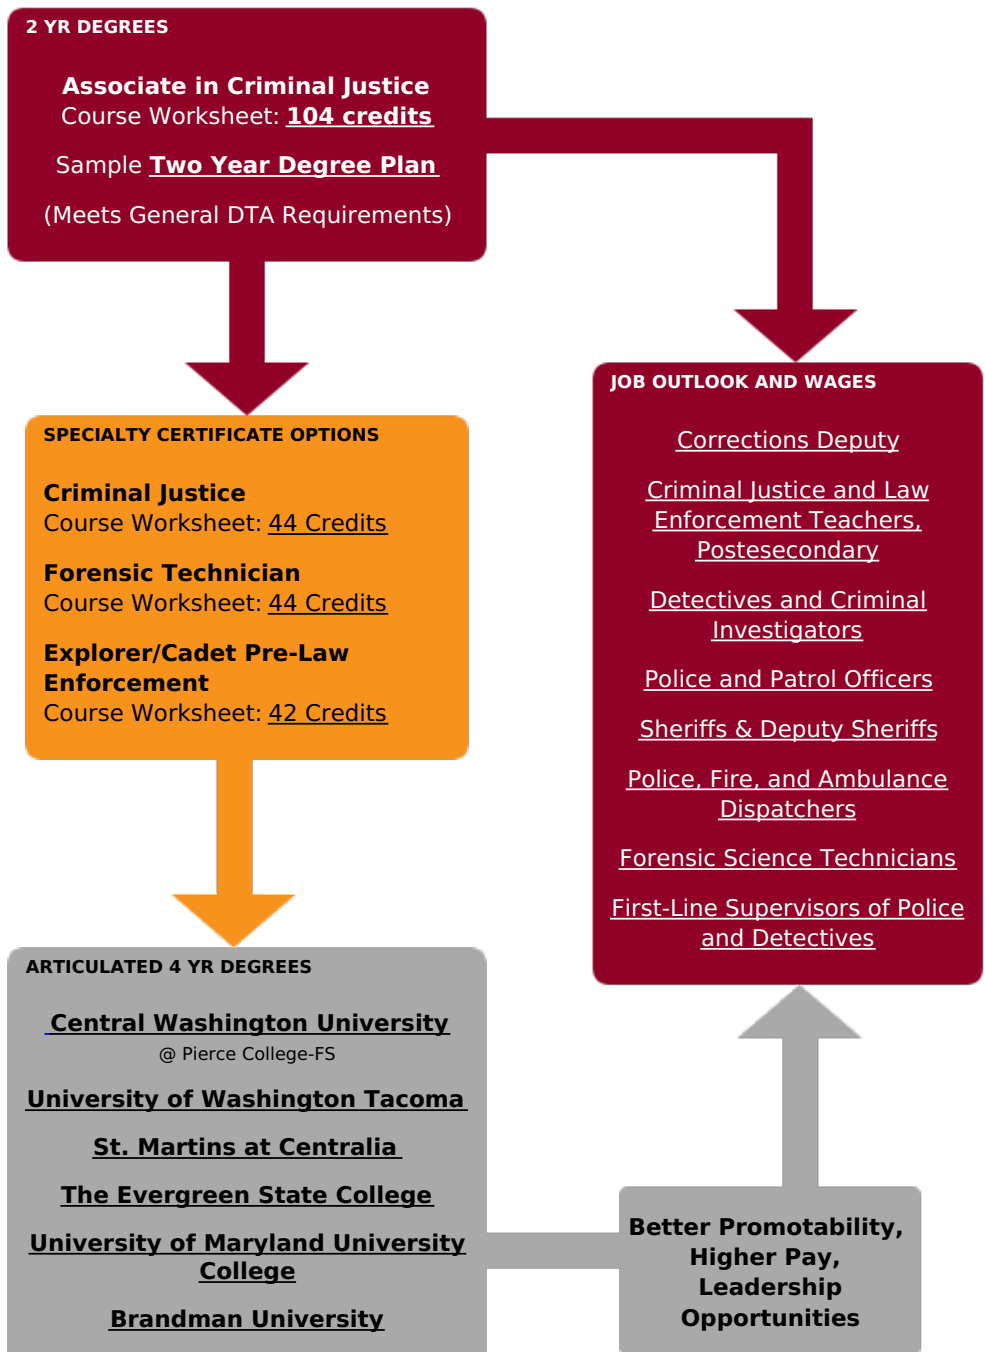 2 YR DEGREES
Associate in Criminal Justice
Course Worksheet: 104 credits
Sample Two Year Degree Plan
(Meets General DTA Requirements)
SPECIALTY CERTIFICATE OPTIONS
Criminal Justice
Course Worksheet: 44 Credits
Forensic Technician
Course Worksheet: 44 Credits
Explorer/Cadet Pre-Law
Enforcement
Course Worksheet: 42 Credits
JOB OUTLOOK AND WAGES
Corrections Deputy
Criminal Justice and Law
Enforcement Teachers,
Postesecondary
Detectives and Criminal
Investigators
Police and Patrol Officers
Sheriffs & Deputy Sheriffs
Police, Fire, and Ambulance
Dispatchers
Forensic Science Technicians
First-Line Supervisors of Police
and Detectives
ARTICULATED 4 YR DEGREES
Central Washington University
@ Pierce College-FS
University of Washington Tacoma
St. Martins at Centralia
The Evergreen State College
University of Maryland University
College
Brandman University
Better Promotability,
Higher Pay,
Leadership
Opportunities